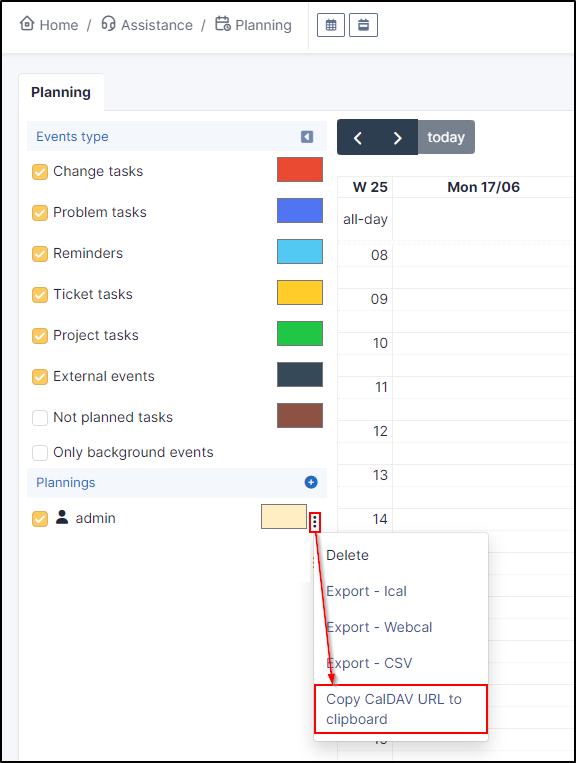 Home / Assistance / Planning
Planning
Events type
Change tasks
Problem tasks
Reminders
Ticket tasks
Project tasks
External events
Not planned tasks
Only background events
Plannings
admin
today
W 25 Mon 17/06
all-day
08
09
10
11
12
13
14
Delete
Export - Ical
Export - Webcal
Export - CSV
Copy CalDAV URL to
clipboard